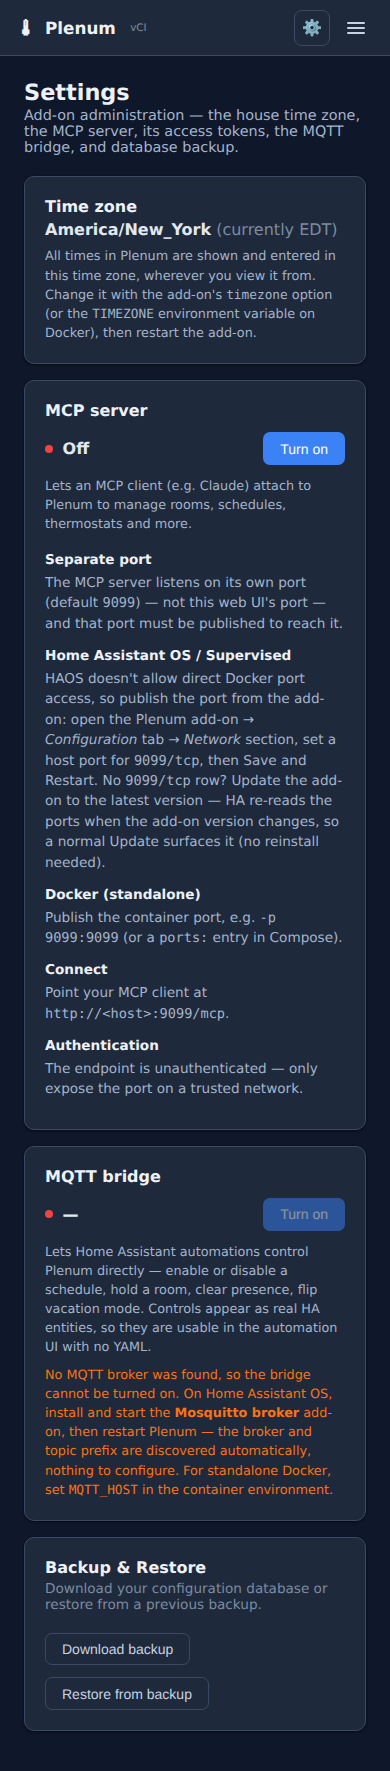 Plenum vCI
Settings
Add-on administration — the house time zone,
the MCP server, its access tokens, the MQTT
bridge, and database backup.
Time zone
America/New_York (currently EDT)
All times in Plenum are shown and entered in
this time zone, wherever you view it from.
Change it with the add-on's timezone option
(or the TIMEZONE environment variable on
Docker), then restart the add-on.
MCP server
Off
Turn on
Lets an MCP client (e.g. Claude) attach to
Plenum to manage rooms, schedules,
thermostats and more.
Separate port
The MCP server listens on its own port
(default 9099) — not this web UI's port —
and that port must be published to reach it.
Home Assistant OS / Supervised
HAOS doesn't allow direct Docker port
access, so publish the port from the add-
on: open the Plenum add-on →
Configuration tab → Network section, set a
host port for 9099/tcp, then Save and
Restart. No 9099/tcp row? Update the add-
on to the latest version — HA re-reads the
ports when the add-on version changes, so
a normal Update surfaces it (no reinstall
needed).
Docker (standalone)
Publish the container port, e.g. -p
9099:9099 (or a ports: entry in Compose).
Connect
Point your MCP client at
http://<host>:9099/mcp.
Authentication
The endpoint is unauthenticated — only
expose the port on a trusted network.
MQTT bridge
—
Turn on
Lets Home Assistant automations control
Plenum directly — enable or disable a
schedule, hold a room, clear presence, flip
vacation mode. Controls appear as real HA
entities, so they are usable in the automation
UI with no YAML.
No MQTT broker was found, so the bridge
cannot be turned on. On Home Assistant OS,
install and start the Mosquitto broker add-
on, then restart Plenum — the broker and
topic prefix are discovered automatically,
nothing to configure. For standalone Docker,
set MQTT_HOST in the container environment.
Backup & Restore
Download your configuration database or
restore from a previous backup.
Download backup
Restore from backup